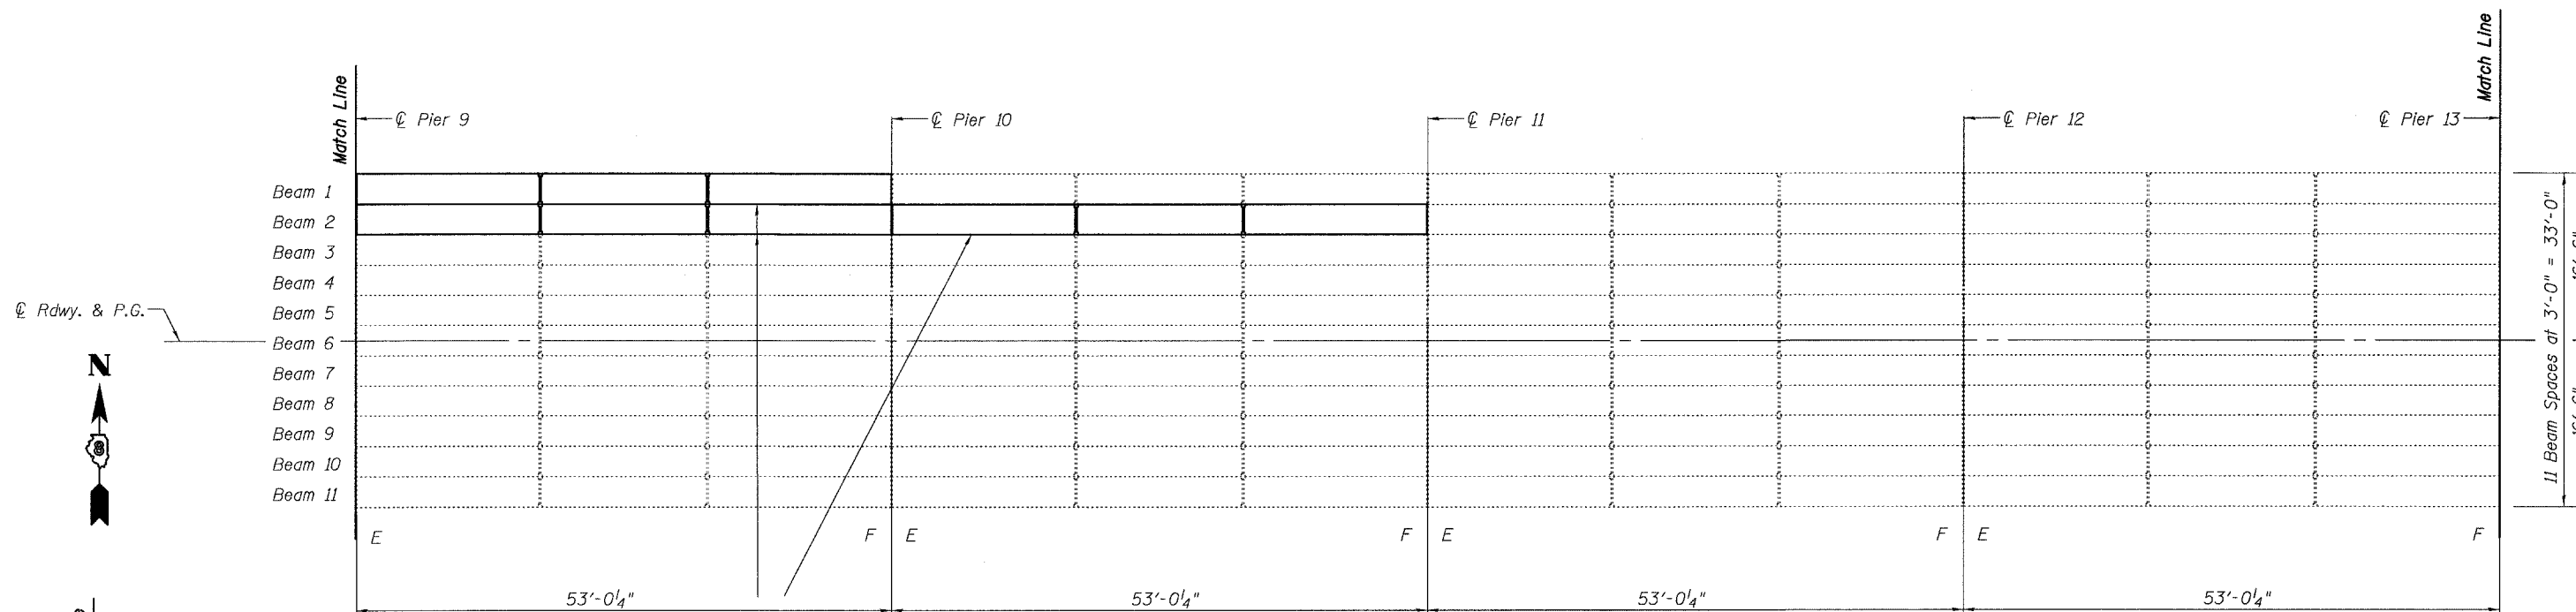 Match Line
Match Line
℄ Pier 9
℄ Pier 10
℄ Pier 11
℄ Pier 12
℄ Pier 13
Beam 1
Beam 2
Beam 3
Beam 4
Beam 5
℄ Rdwy. & P.G.
Beam 6
N
Beam 7
Beam 8
8
Beam 9
Beam 10
Beam 11
11 Beam Spaces at 3'-0" = 33'-0"
E
F
E
F
E
F
E
F
53'-0¼"
53'-0¼"
53'-0¼"
53'-0¼"